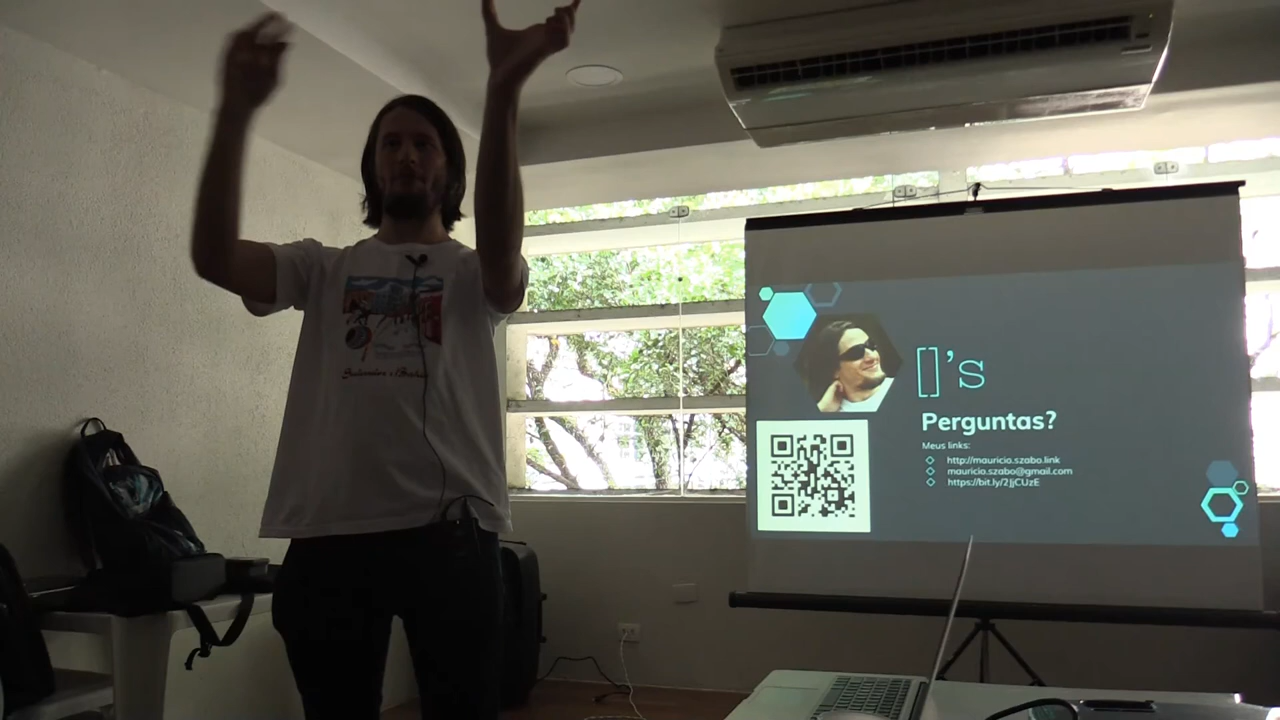 []'s
Perguntas?
Meus links:
http://mauricio.szabo.link
mauricio.szabo@gmail.com
https://bit.ly/2JjCUzE